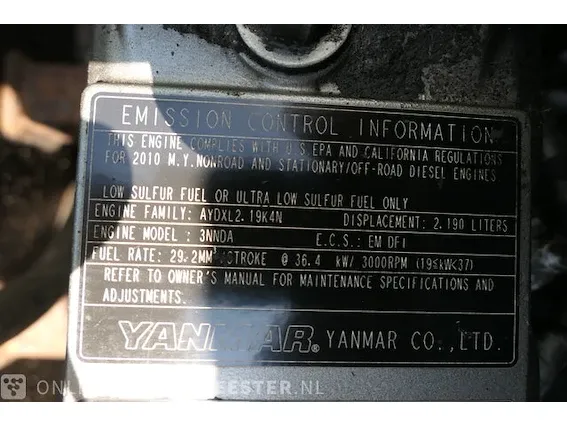 EMISSION CONTROL INFORMATION
THIS ENGINE COMPLIES WITH U.S EPA AND CALIFORNIA REGULATIONS
FOR 2010 M.Y.NONROAD AND STATIONARY/OFF-ROAD DIESEL ENGINES
LOW SULFUR FUEL OR ULTRA LOW SULFUR FUEL ONLY
ENGINE FAMILY: AYDXL2.19K4N DISPLACEMENT: 2.190 LITERS
ENGINE MODEL : 3NNDA E.C.S.: EM DFI
FUEL RATE: 29.2MM³/STROKE @ 36.4 kW/ 3000RPM (19≤kW<37)
REFER TO OWNER'S MANUAL FOR MAINTENANCE SPECIFICATIONS AND
ADJUSTMENTS.
YANMAR® YANMAR CO.,LTD.
.NL